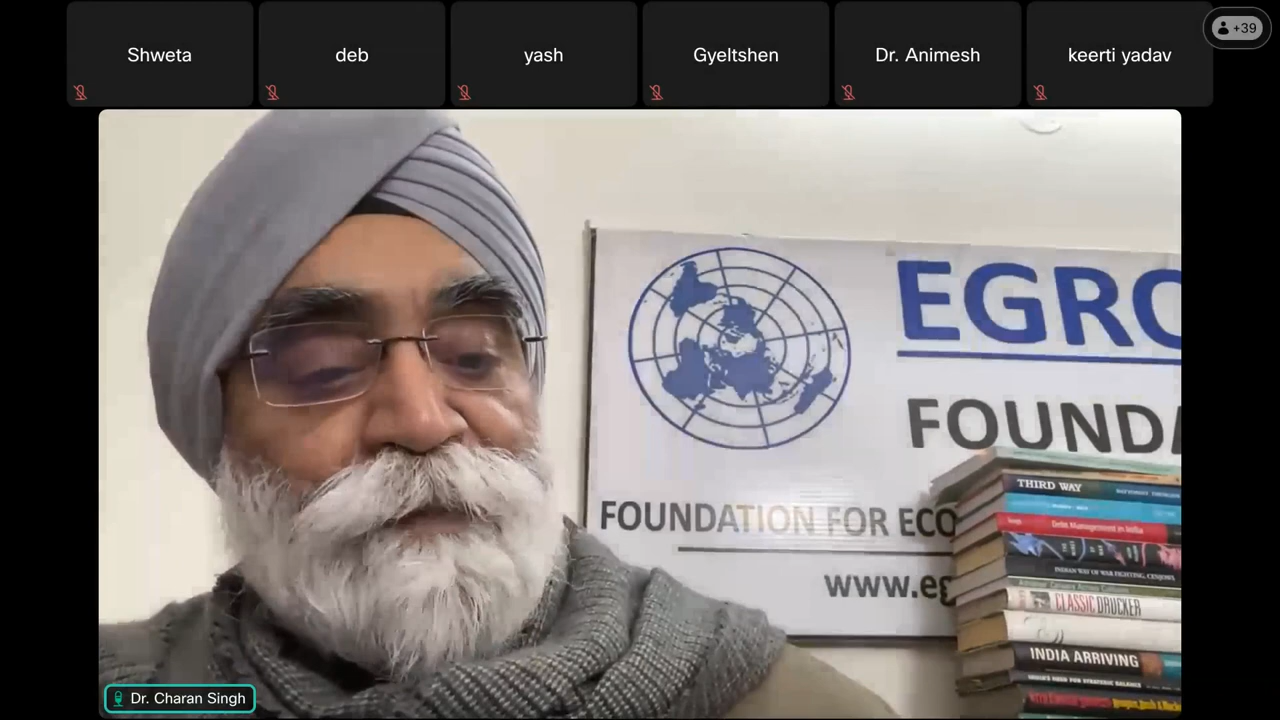 Shweta
deb
yash
Gyeltshen
Dr. Animesh
keerti yadav
+39
EGRO
FOUNDA
FOUNDATION FOR ECO
www.eg
THIRD WAY
Debt Management in India
INDIAN WAY OF WAR FIGHTING, CENJOWS
CLASSIC DRUCKER
INDIA ARRIVING
Dr. Charan Singh